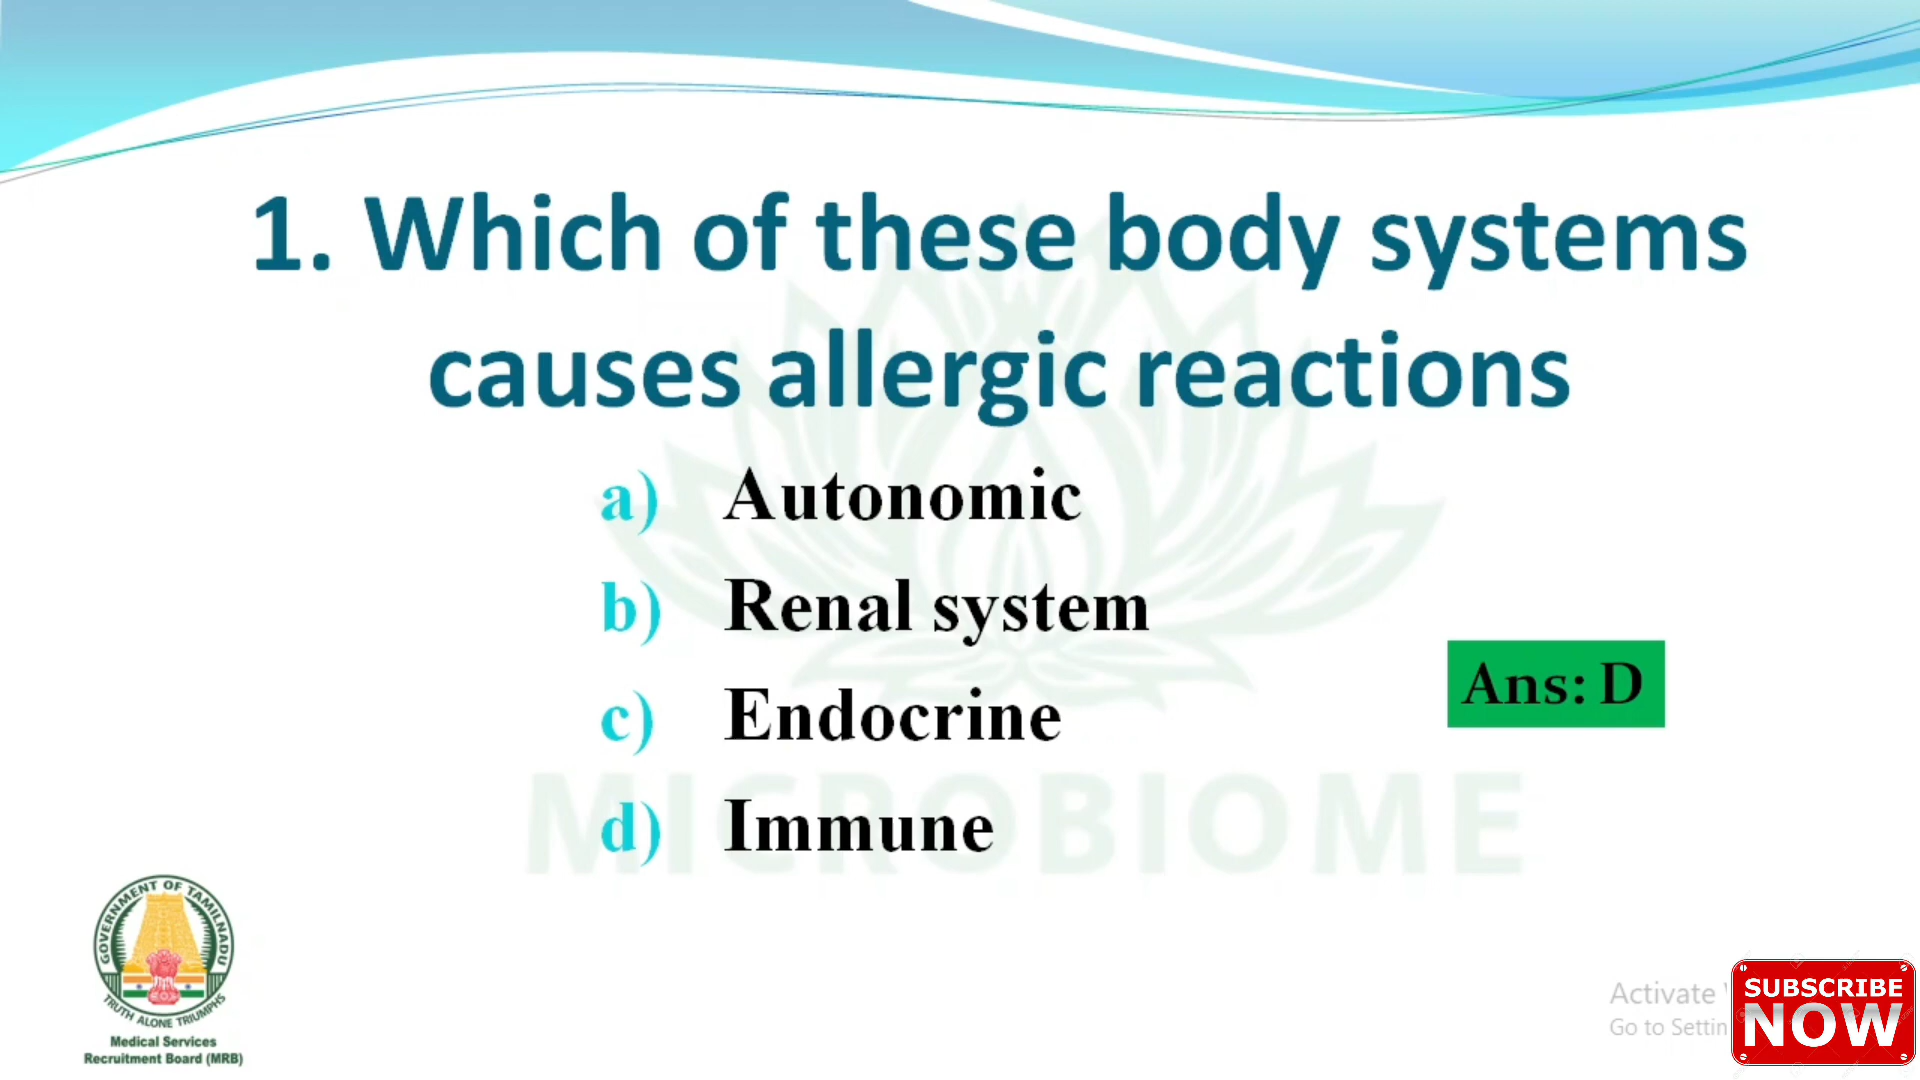 1. Which of these body systems
causes allergic reactions
a) Autonomic
b) Renal system
c) Endocrine
d) Immune
Ans: D
MICROBIOME
GOVERNMENT OF TAMILNADU
TRUTH ALONE TRIUMPHS
Medical Services
Recruitment Board (MRB)
Activate
Go to Settin
SUBSCRIBE
NOW